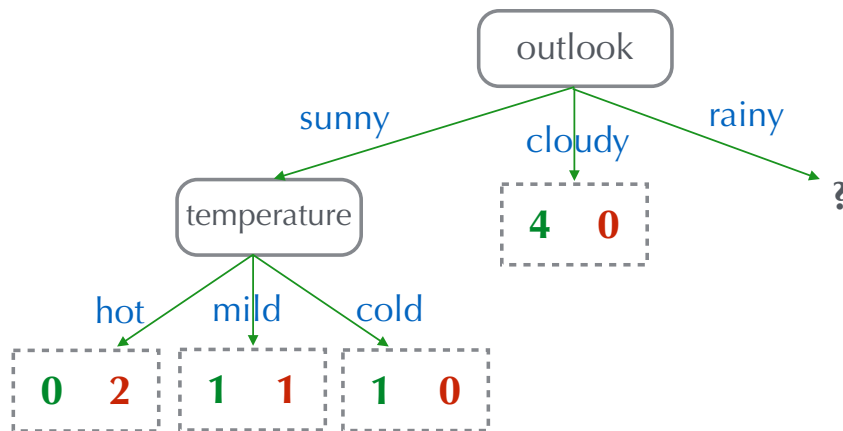 outlook
sunny
cloudy
rainy
temperature
4 0
?
hot
mild
cold
0 2
1 1
1 0